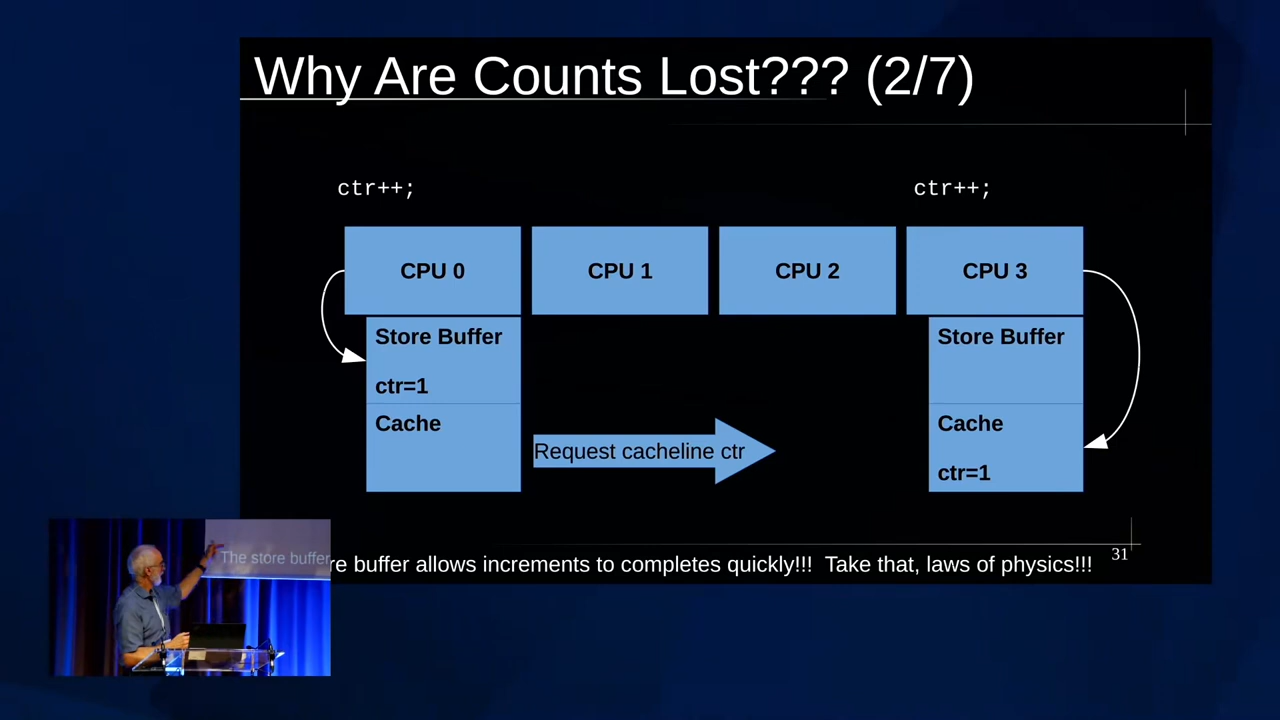 Why Are Counts Lost??? (2/7)
ctr++;
ctr++;
CPU 0
CPU 1
CPU 2
CPU 3
Store Buffer
ctr=1
Cache
Request cacheline ctr
Store Buffer
Cache
ctr=1
31
The store buffer
re buffer allows increments to completes quickly!!! Take that, laws of physics!!!